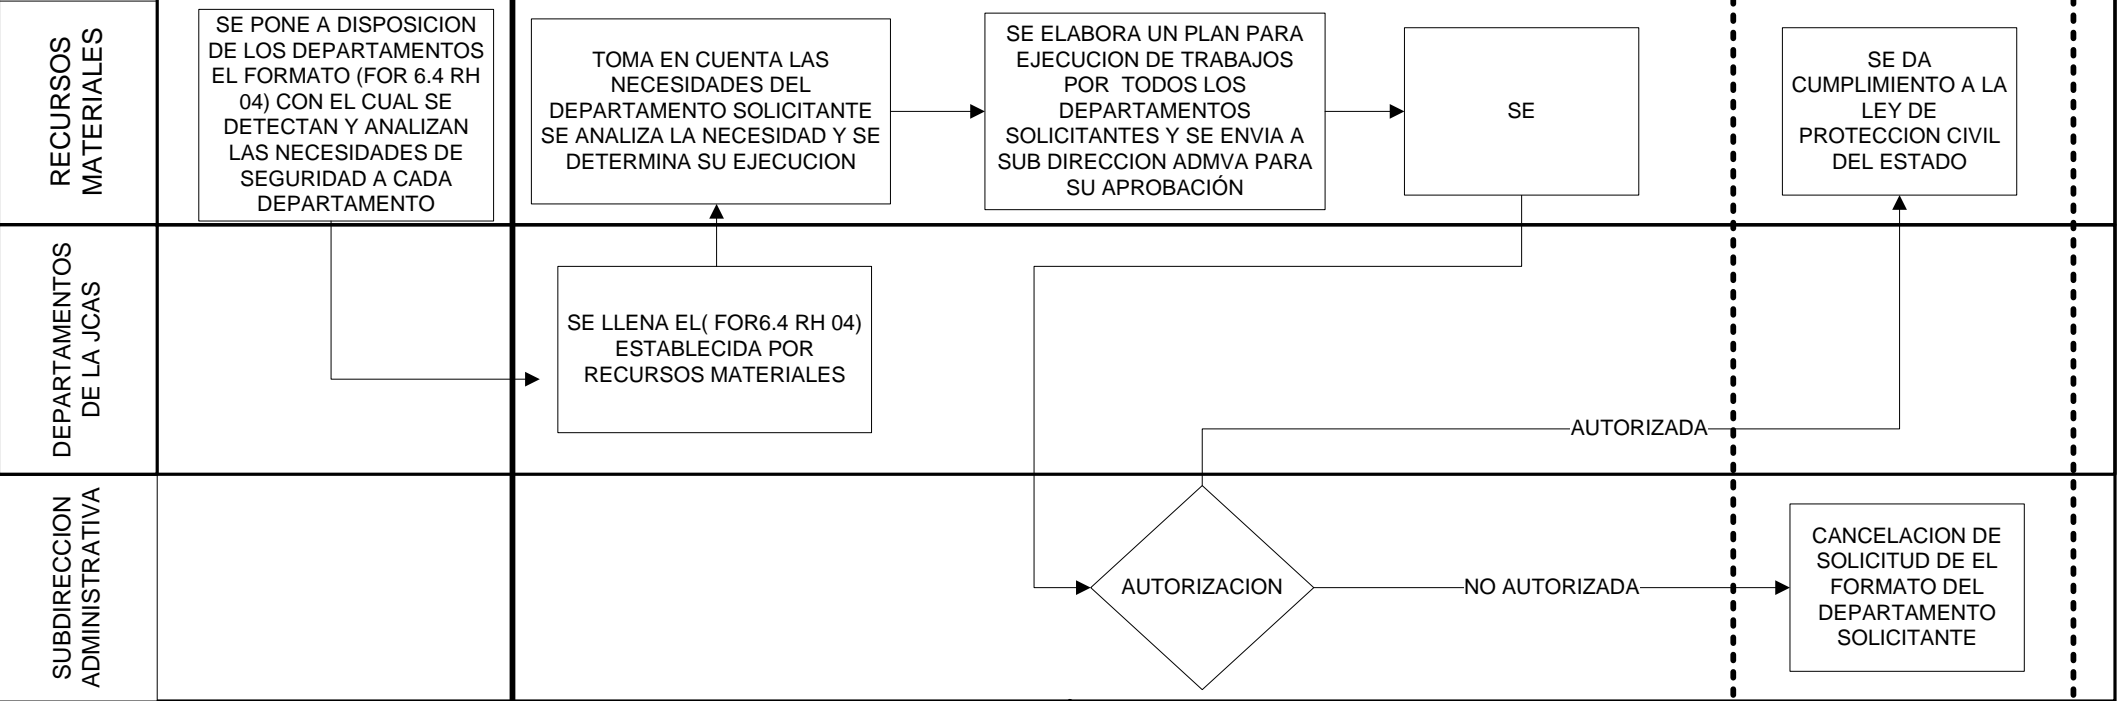 RECURSOS
MATERIALES
SE PONE A DISPOSICION
DE LOS DEPARTAMENTOS
EL FORMATO (FOR 6.4 RH
04) CON EL CUAL SE
DETECTAN Y ANALIZAN
LAS NECESIDADES DE
SEGURIDAD A CADA
DEPARTAMENTO
TOMA EN CUENTA LAS
NECESIDADES DEL
DEPARTAMENTO SOLICITANTE
SE ANALIZA LA NECESIDAD Y SE
DETERMINA SU EJECUCION
SE ELABORA UN PLAN PARA
EJECUCION DE TRABAJOS
POR TODOS LOS
DEPARTAMENTOS
SOLICITANTES Y SE ENVIA A
SUB DIRECCION ADMVA PARA
SU APROBACIÓN
SE
SE DA
CUMPLIMIENTO A LA
LEY DE
PROTECCION CIVIL
DEL ESTADO
DEPARTAMENTOS
DE LA JCAS
SE LLENA EL( FOR6.4 RH 04)
ESTABLECIDA POR
RECURSOS MATERIALES
AUTORIZADA
SUBDIRECCION
ADMINISTRATIVA
AUTORIZACION
NO AUTORIZADA
CANCELACION DE
SOLICITUD DE EL
FORMATO DEL
DEPARTAMENTO
SOLICITANTE